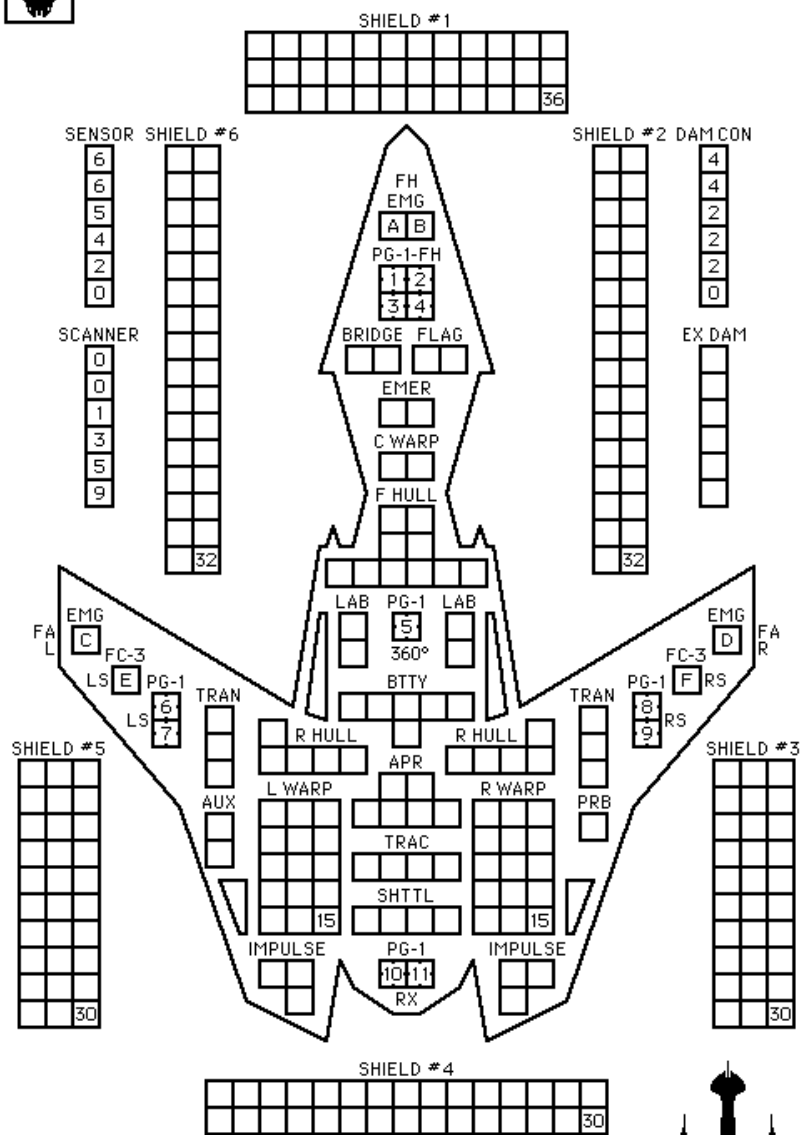 SHIELD #1
36
SENSOR SHIELD #6 SHIELD #2 DAM CON
6 4
6 4
5 2
4 2
2 2
0 0
FH
EMG
A B
PG-1-FH
1 2
3 4
SCANNER BRIDGE FLAG EX DAM
0
0
1
3
5
9
EMER
C WARP
F HULL
32 32
LAB PG-1 LAB
5
360°
EMG EMG
FA L C D FA R
FC-3 FC-3
LS E F RS
PG-1 PG-1
LS 6 7 8 9 RS
TRAN BTTY TRAN
R HULL R HULL
SHIELD #5 SHIELD #3
APR
L WARP R WARP
AUX PRB
TRAC
SHTTL
15 15
IMPULSE PG-1 IMPULSE
10 11
RX
30 30
SHIELD #4
30